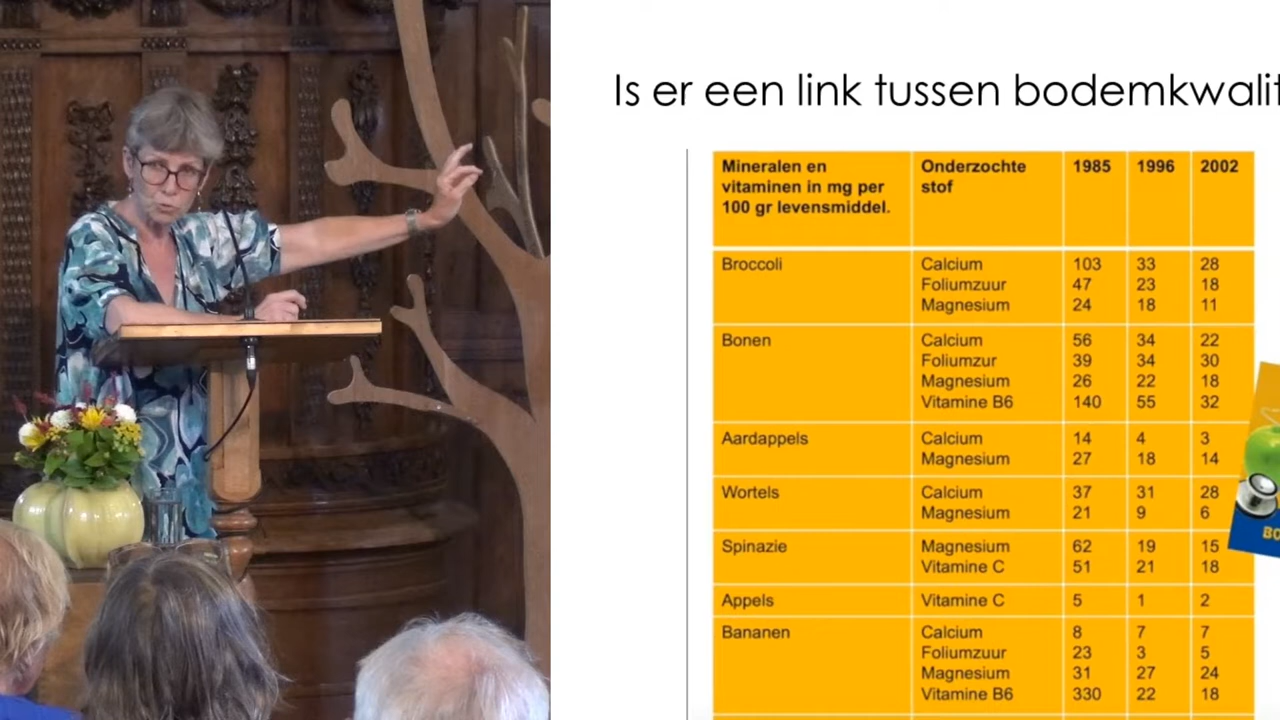 Is er een link tussen bodemkwalit
Mineralen en vitaminen in mg per 100 gr levensmiddel. Onderzochte stof 1985 1996 2002
Broccoli Calcium 103 33 28
Foliumzuur 47 23 18
Magnesium 24 18 11
Bonen Calcium 56 34 22
Foliumzur 39 34 30
Magnesium 26 22 18
Vitamine B6 140 55 32
Aardappels Calcium 14 4 3
Magnesium 27 18 14
Wortels Calcium 37 31 28
Magnesium 21 9 6
Spinazie Magnesium 62 19 15
Vitamine C 51 21 18
Appels Vitamine C 5 1 2
Bananen Calcium 8 7 7
Foliumzuur 23 3 5
Magnesium 31 27 24
Vitamine B6 330 22 18
BO